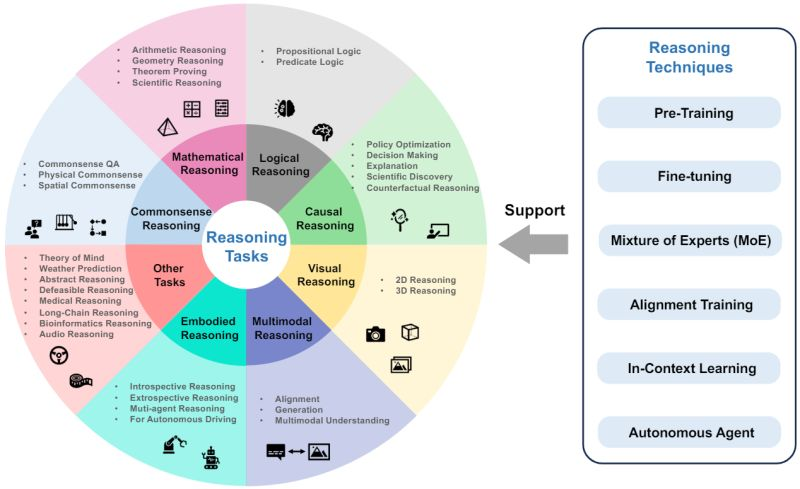 Arithmetic Reasoning
Geometry Reasoning
Theorem Proving
Scientific Reasoning
Mathematical
Reasoning
Propositional Logic
Predicate Logic
Logical
Reasoning
Policy Optimization
Decision Making
Explanation
Scientific Discovery
Counterfactual Reasoning
Causal
Reasoning
2D Reasoning
3D Reasoning
Visual
Reasoning
Alignment
Generation
Multimodal Understanding
Multimodal
Reasoning
Introspective Reasoning
Extrospective Reasoning
Muti-agent Reasoning
For Autonomous Driving
Embodied
Reasoning
Theory of Mind
Weather Prediction
Abstract Reasoning
Defeasible Reasoning
Medical Reasoning
Long-Chain Reasoning
Bioinformatics Reasoning
Audio Reasoning
Other
Tasks
Commonsense QA
Physical Commonsense
Spatial Commonsense
Commonsense
Reasoning
Reasoning
Tasks
Support
Reasoning
Techniques
Pre-Training
Fine-tuning
Mixture of Experts (MoE)
Alignment Training
In-Context Learning
Autonomous Agent